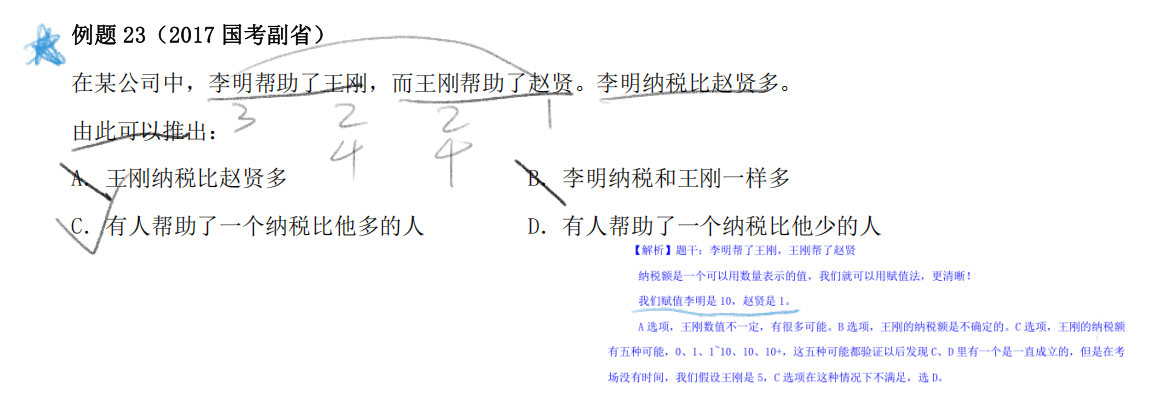 例题 23（2017 国考副省）
在某公司中，李明帮助了王刚，而王刚帮助了赵贤。李明纳税比赵贤多。
3 2 2 1
4 4
由此可以推出：
A. 王刚纳税比赵贤多
B. 李明纳税和王刚一样多
C. 有人帮助了一个纳税比他多的人
D. 有人帮助了一个纳税比他少的人
【解析】题干：李明帮了王刚，王刚帮了赵贤
纳税额是一个可以用数量表示的值，我们就可以用赋值法，更清晰！
我们赋值李明是 10，赵贤是 1。
A 选项，王刚数值不一定，有很多可能。B 选项，王刚的纳税额是不确定的。C 选项，王刚的纳税额
有五种可能，0、1、1~10、10、10+，这五种可能都验证以后发现 C、D 里有一个是一直成立的，但是在考
场没有时间，我们假设王刚是 5，C 选项在这种情况下不满足，选 D。